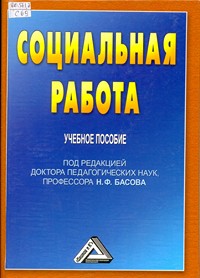 СОЦИАЛЬНАЯ
РАБОТА
УЧЕБНОЕ ПОСОБИЕ
ПОД РЕДАКЦИЕЙ
ДОКТОРА ПЕДАГОГИЧЕСКИХ НАУК,
ПРОФЕССОРА Н.Ф. БАСОВА